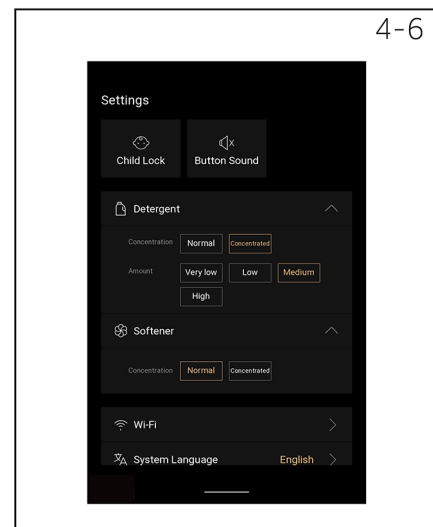 4-6
Settings
Child Lock Button Sound
Detergent
Concentration Normal Concentrated
Amount Very low Low Medium
High
Softener
Concentration Normal Concentrated
Wi-Fi
System Language English